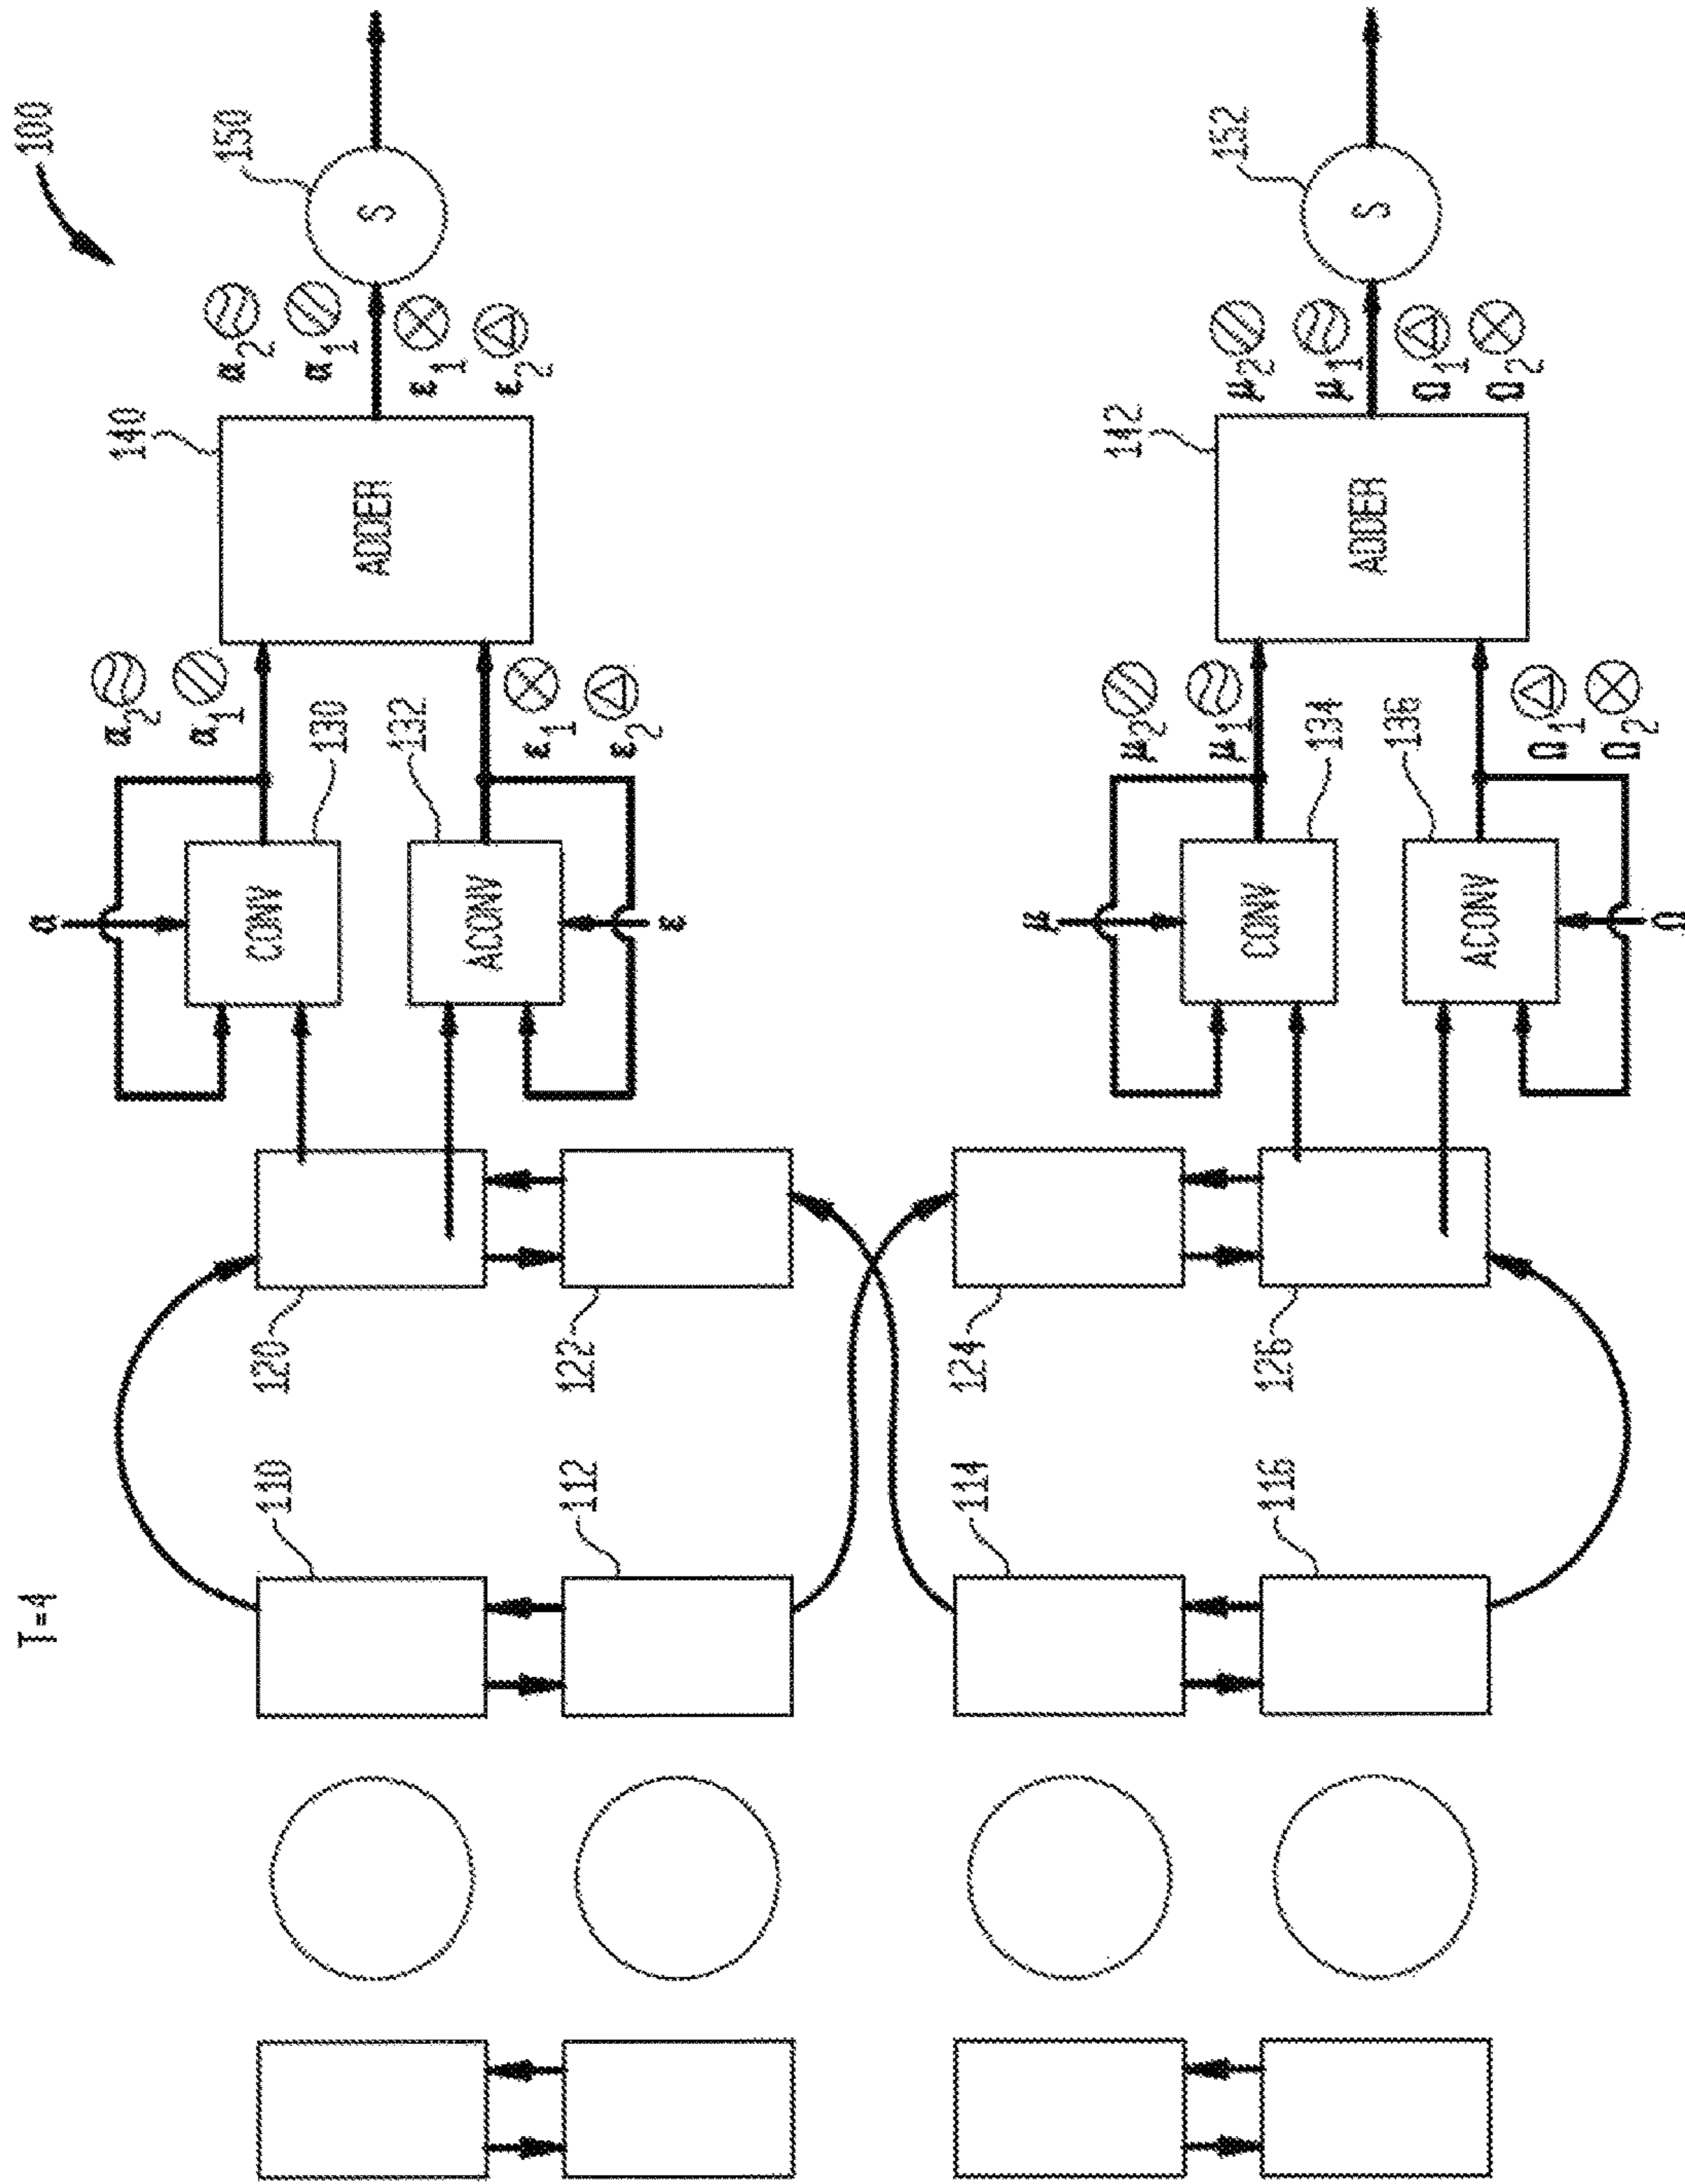 T=4
100
110
112
114
116
120
122
124
126
α
CONV
130
α₂
α₁
ACONV
132
ε
ε₁
ε₂
ADDER
140
α₂
α₁
ε₁
ε₂
S
150
μ
CONV
134
μ₂
μ₁
ACONV
136
Ω
Ω₁
Ω₂
ADDER
142
μ₂
μ₁
Ω₁
Ω₂
S
152